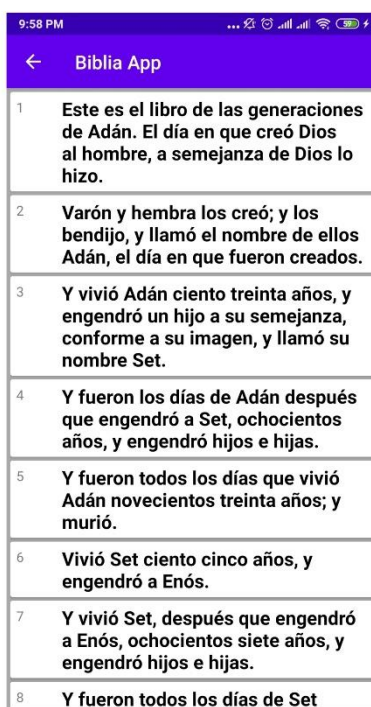 9:58 PM ... 59
Biblia App
1 Este es el libro de las generaciones
de Adán. El día en que creó Dios
al hombre, a semejanza de Dios lo
hizo.
2 Varón y hembra los creó; y los
bendijo, y llamó el nombre de ellos
Adán, el día en que fueron creados.
3 Y vivió Adán ciento treinta años, y
engendró un hijo a su semejanza,
conforme a su imagen, y llamó su
nombre Set.
4 Y fueron los días de Adán después
que engendró a Set, ochocientos
años, y engendró hijos e hijas.
5 Y fueron todos los días que vivió
Adán novecientos treinta años; y
murió.
6 Vivió Set ciento cinco años, y
engendró a Enós.
7 Y vivió Set, después que engendró
a Enós, ochocientos siete años, y
engendró hijos e hijas.
8 Y fueron todos los días de Set